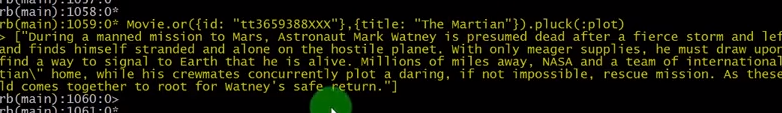 rb(main):1058:0*
rb(main):1059:0* Movie.or({id: "tt3659388XXX"},{title: "The Martian"}).pluck(:plot)
> ["During a manned mission to Mars, Astronaut Mark Watney is presumed dead after a fierce storm and lef
and finds himself stranded and alone on the hostile planet. With only meager supplies, he must draw upon
find a way to signal to Earth that he is alive. Millions of miles away, NASA and a team of international
tian\" home, while his crewmates concurrently plot a daring, if not impossible, rescue mission. As these
ld comes together to root for Watney's safe return."]
rb(main):1060:0>
rb(main):1061:0*